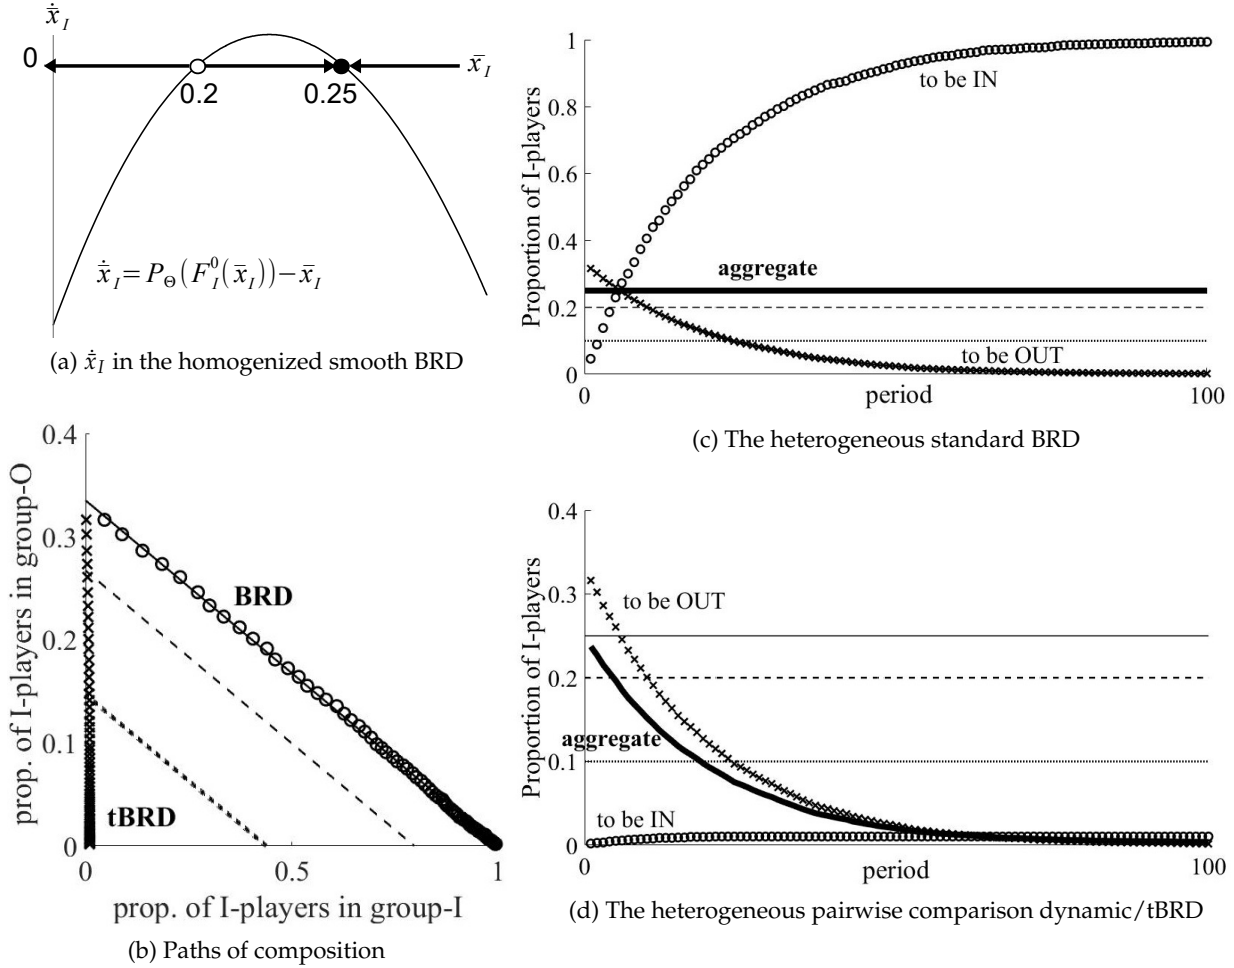 ẋ̄_I
0
0.2
0.25
x̄_I
ẋ̄_I = P_Θ(F_I^0(x̄_I)) − x̄_I
(a) ẋ̄_I in the homogenized smooth BRD
0.4
0.3
0.2
0.1
0
prop. of I-players in group-O
BRD
tBRD
0
0.5
1
prop. of I-players in group-I
(b) Paths of composition
1
0.8
0.6
0.4
0.2
0
Proportion of I-players
to be IN
aggregate
to be OUT
0
period
100
(c) The heterogeneous standard BRD
0.4
0.3
0.2
0.1
0
Proportion of I-players
to be OUT
aggregate
to be IN
0
period
100
(d) The heterogeneous pairwise comparison dynamic/tBRD